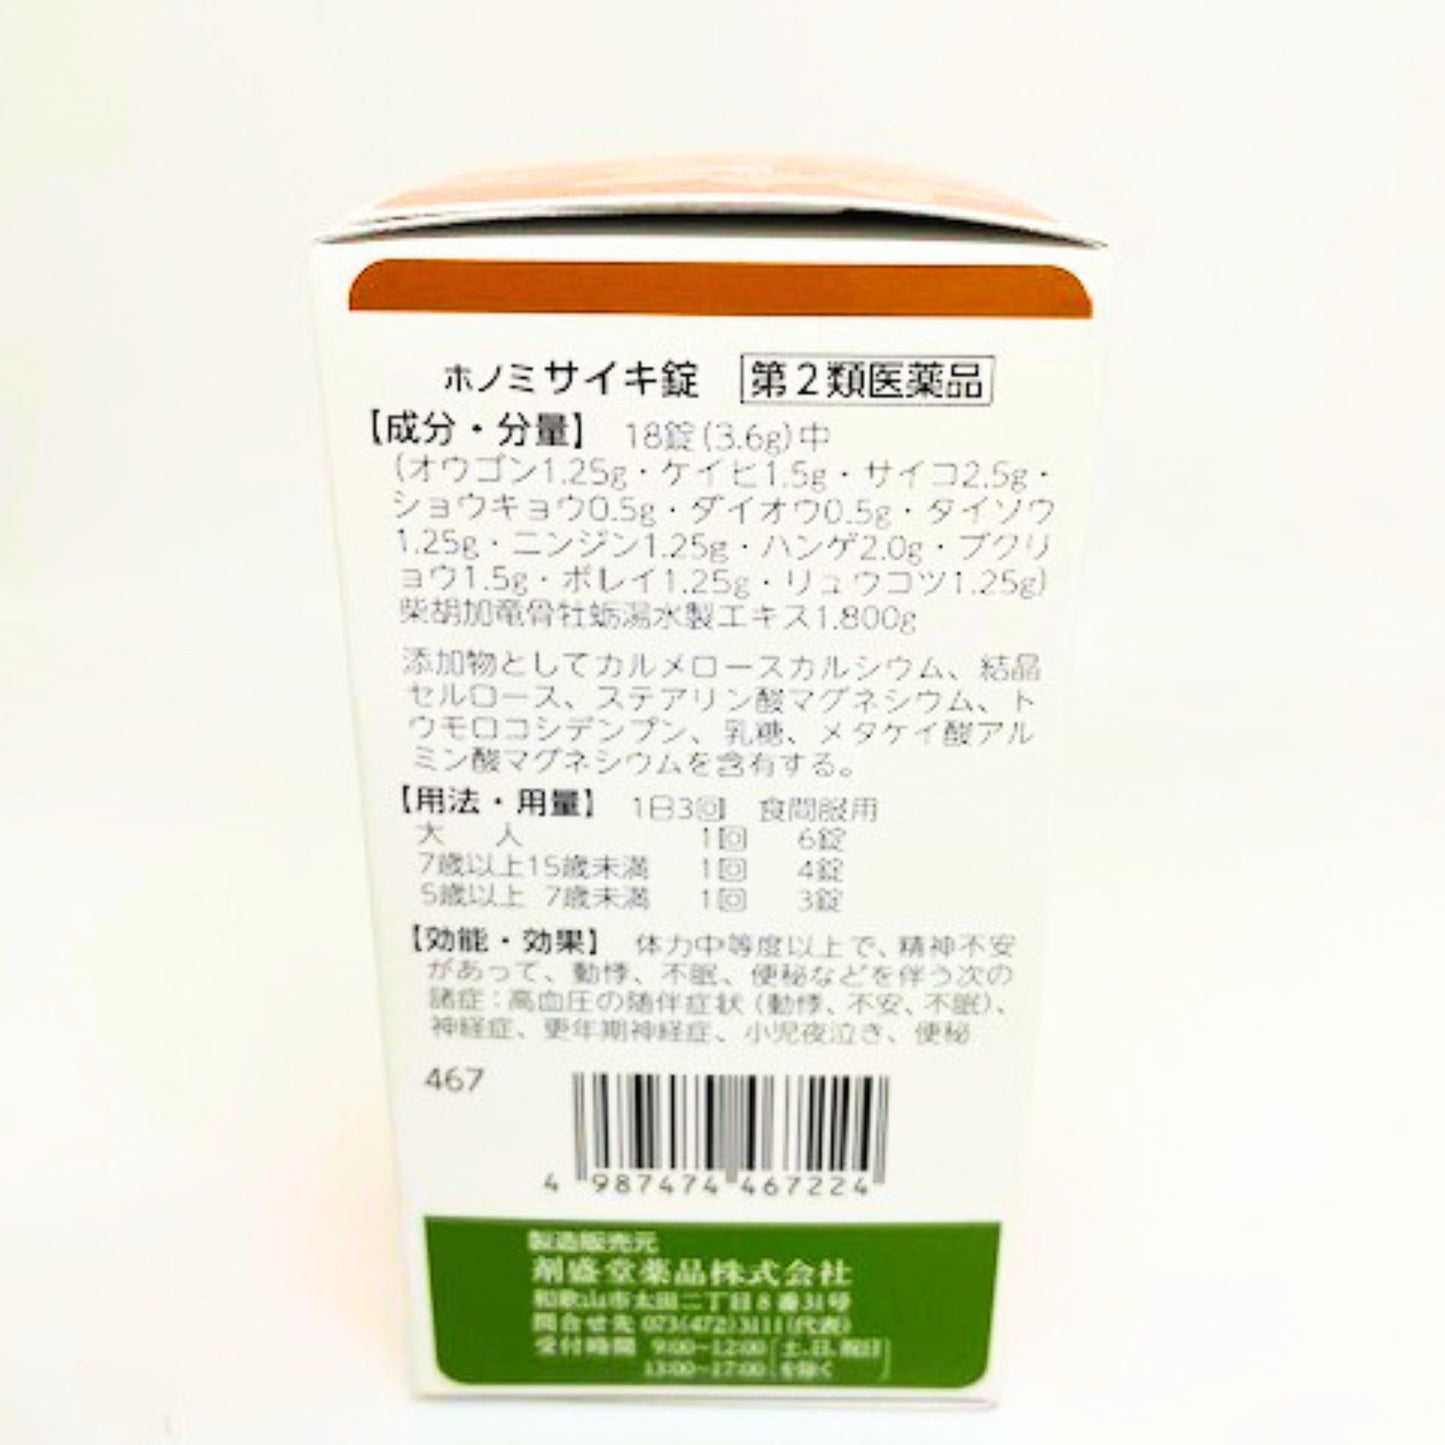 ホノミサイキ錠 第2類医薬品
【成分・分量】 18錠(3.6g)中
(オウゴン1.25g・ケイヒ1.5g・サイコ2.5g・
ショウキョウ0.5g・ダイオウ0.5g・タイソウ
1.25g・ニンジン1.25g・ハンゲ2.0g・ブクリ
ョウ1.5g・ボレイ1.25g・リュウコツ1.25g)
柴胡加竜骨牡蛎湯水製エキス1.800g
添加物としてカルメロースカルシウム、結晶
セルロース、ステアリン酸マグネシウム、ト
ウモロコシデンプン、乳糖、メタケイ酸アル
ミン酸マグネシウムを含有する。
【用法・用量】 1日3回 食間服用
大 人 1回 6錠
7歳以上15歳未満 1回 4錠
5歳以上 7歳未満 1回 3錠
【効能・効果】 体力中等度以上で、精神不安
があって、動悸、不眠、便秘などを伴う次の
諸症:高血圧の随伴症状(動悸、不安、不眠)、
神経症、更年期神経症、小児夜泣き、便秘
467
4 987474 467224
製造販売元
剤盛堂薬品株式会社
和歌山市太田二丁目8番31号
問合せ先 073(472)3111(代表)
受付時間 9:00~12:00 [土、日、祝日
13:00~17:00 を除く]